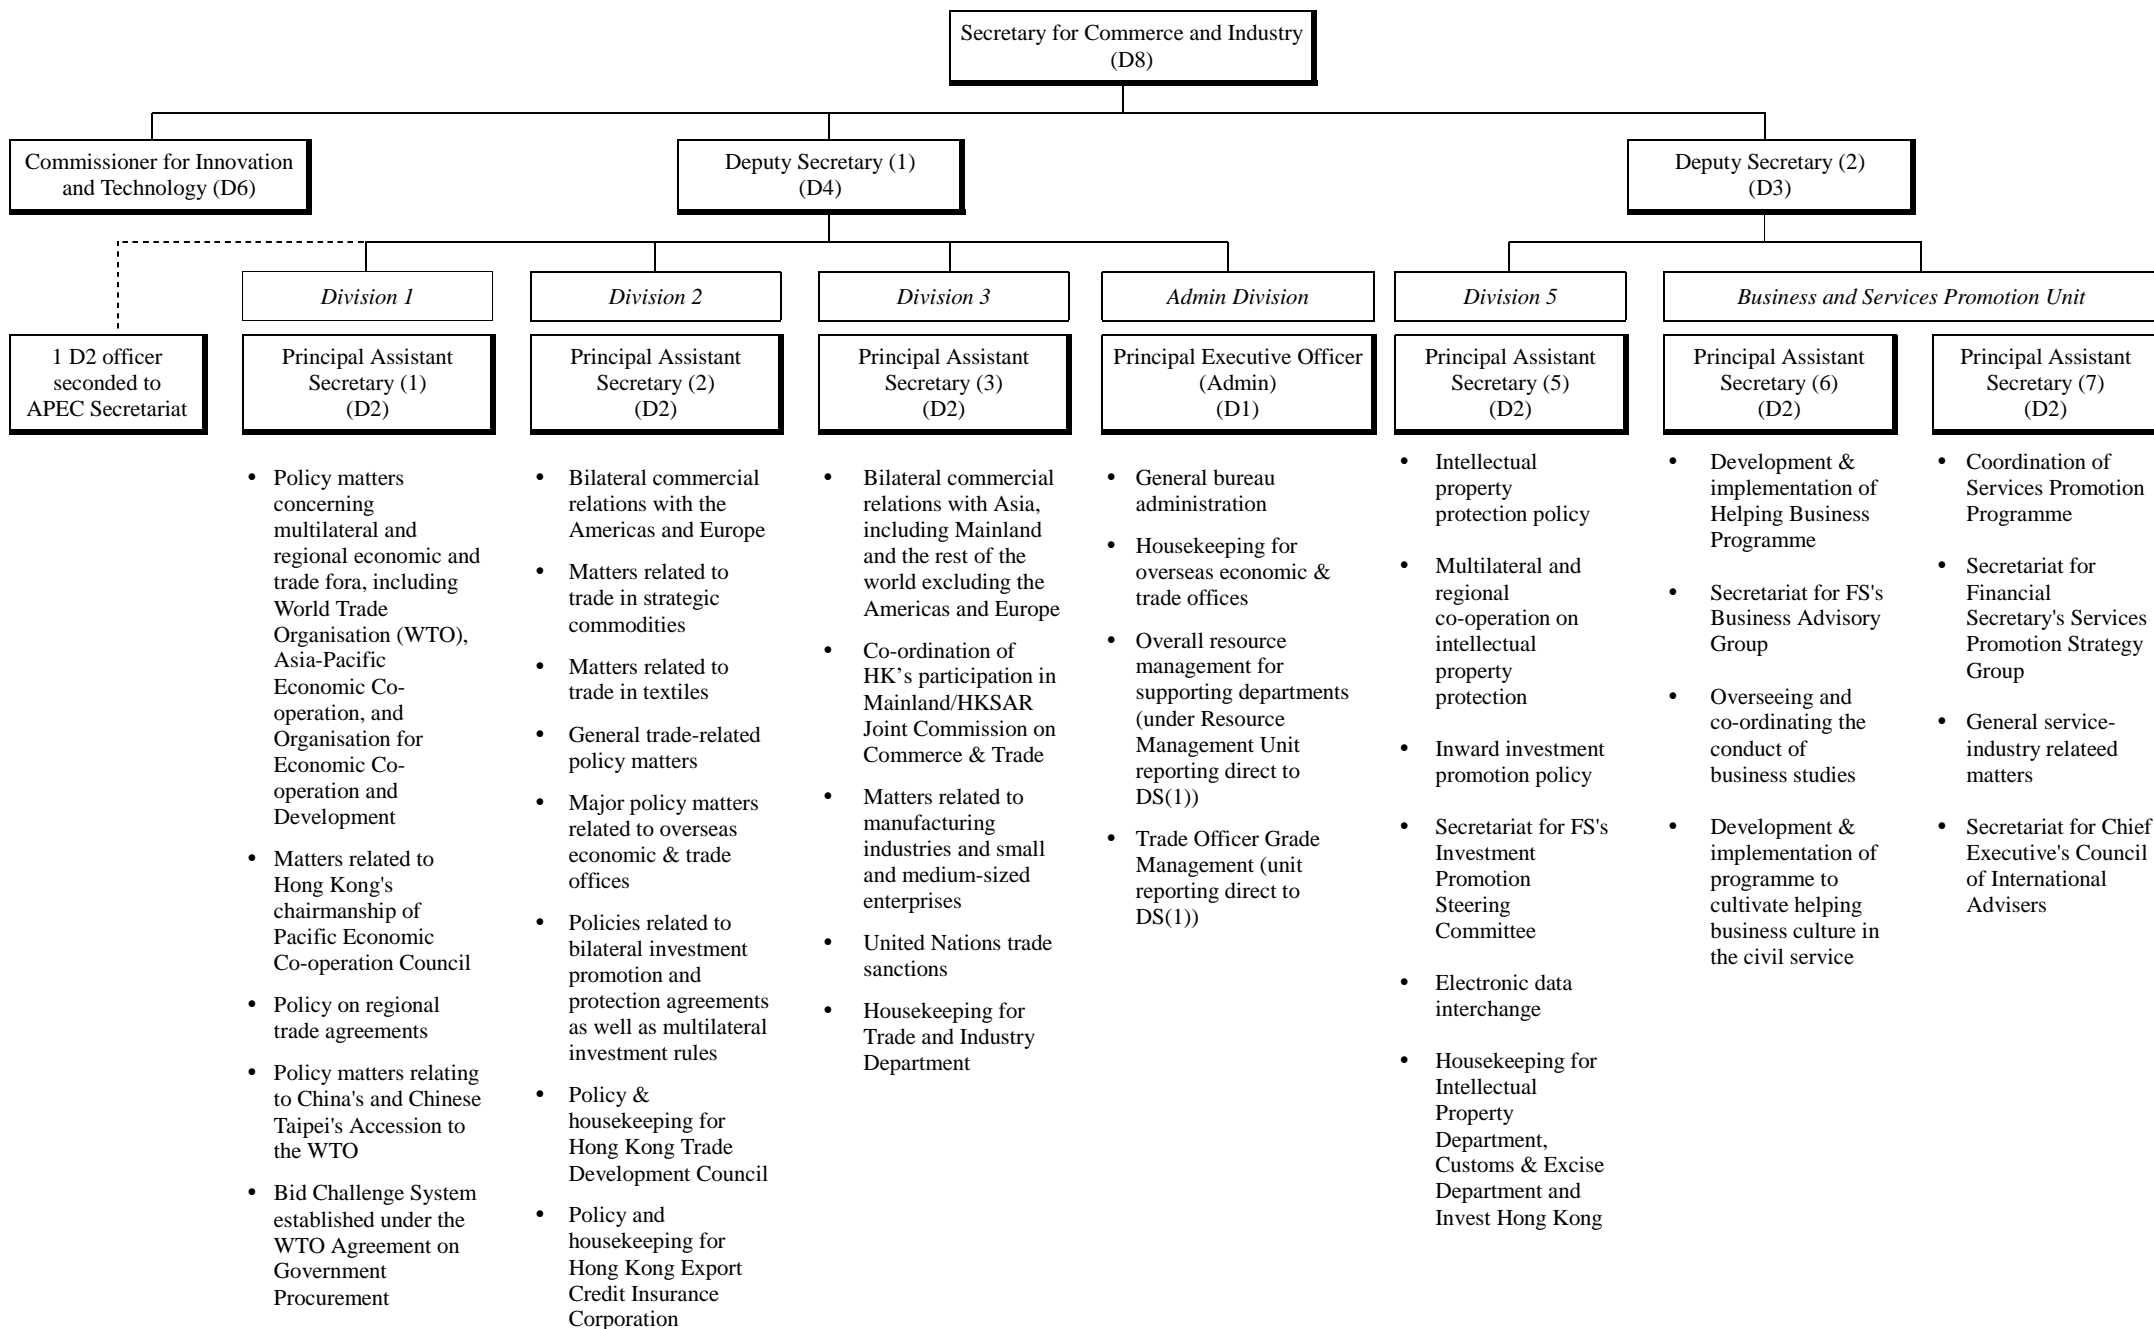 Secretary for Commerce and Industry
(D8)
Commissioner for Innovation
and Technology (D6)
Deputy Secretary (1)
(D4)
Deputy Secretary (2)
(D3)
Division 1
Division 2
Division 3
Admin Division
Division 5
Business and Services Promotion Unit
1 D2 officer
seconded to
APEC Secretariat
Principal Assistant
Secretary (1)
(D2)
Principal Assistant
Secretary (2)
(D2)
Principal Assistant
Secretary (3)
(D2)
Principal Executive Officer
(Admin)
(D1)
Principal Assistant
Secretary (5)
(D2)
Principal Assistant
Secretary (6)
(D2)
Principal Assistant
Secretary (7)
(D2)
• Policy matters
concerning
multilateral and
regional economic and
trade fora, including
World Trade
Organisation (WTO),
Asia-Pacific
Economic Co-
operation, and
Organisation for
Economic Co-
operation and
Development
• Matters related to
Hong Kong's
chairmanship of
Pacific Economic
Co-operation Council
• Policy on regional
trade agreements
• Policy matters relating
to China's and Chinese
Taipei's Accession to
the WTO
• Bid Challenge System
established under the
WTO Agreement on
Government
Procurement
• Bilateral commercial
relations with the
Americas and Europe
• Matters related to
trade in strategic
commodities
• Matters related to
trade in textiles
• General trade-related
policy matters
• Major policy matters
related to overseas
economic & trade
offices
• Policies related to
bilateral investment
promotion and
protection agreements
as well as multilateral
investment rules
• Policy &
housekeeping for
Hong Kong Trade
Development Council
• Policy and
housekeeping for
Hong Kong Export
Credit Insurance
Corporation
• Bilateral commercial
relations with Asia,
including Mainland
and the rest of the
world excluding the
Americas and Europe
• Co-ordination of
HK’s participation in
Mainland/HKSAR
Joint Commission on
Commerce & Trade
• Matters related to
manufacturing
industries and small
and medium-sized
enterprises
• United Nations trade
sanctions
• Housekeeping for
Trade and Industry
Department
• General bureau
administration
• Housekeeping for
overseas economic &
trade offices
• Overall resource
management for
supporting departments
(under Resource
Management Unit
reporting direct to
DS(1))
• Trade Officer Grade
Management (unit
reporting direct to
DS(1))
• Intellectual
property
protection policy
• Multilateral and
regional
co-operation on
intellectual
property
protection
• Inward investment
promotion policy
• Secretariat for FS's
Investment
Promotion
Steering
Committee
• Electronic data
interchange
• Housekeeping for
Intellectual
Property
Department,
Customs & Excise
Department and
Invest Hong Kong
• Development &
implementation of
Helping Business
Programme
• Secretariat for FS's
Business Advisory
Group
• Overseeing and
co-ordinating the
conduct of
business studies
• Development &
implementation of
programme to
cultivate helping
business culture in
the civil service
• Coordination of
Services Promotion
Programme
• Secretariat for
Financial
Secretary's Services
Promotion Strategy
Group
• General service-
industry relateed
matters
• Secretariat for Chief
Executive's Council
of International
Advisers